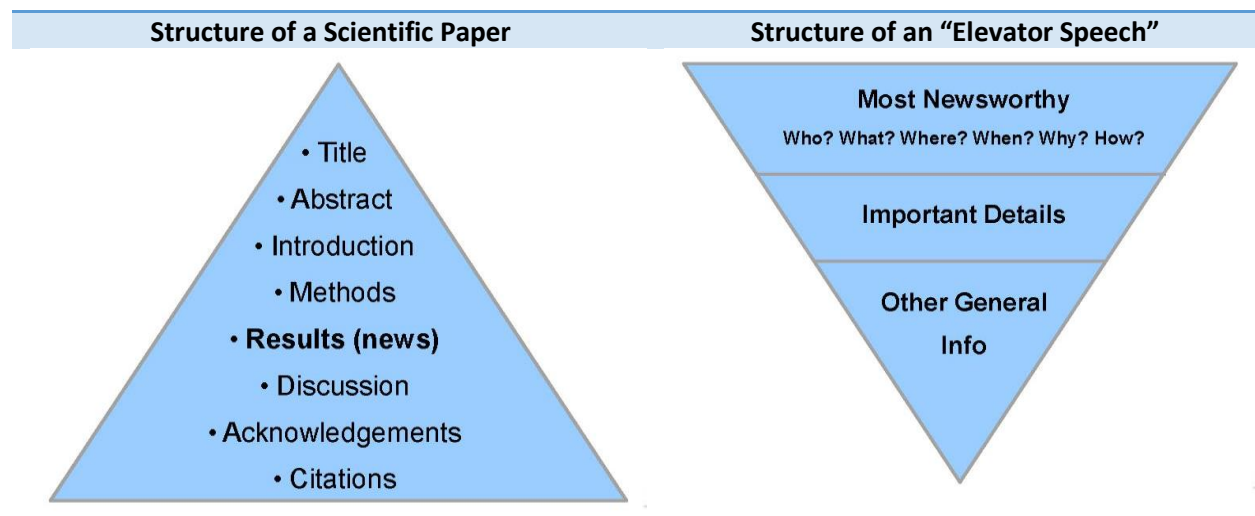 Structure of a Scientific Paper
• Title
• Abstract
• Introduction
• Methods
• Results (news)
• Discussion
• Acknowledgements
• Citations
Structure of an “Elevator Speech”
Most Newsworthy
Who? What? Where? When? Why? How?
Important Details
Other General
Info